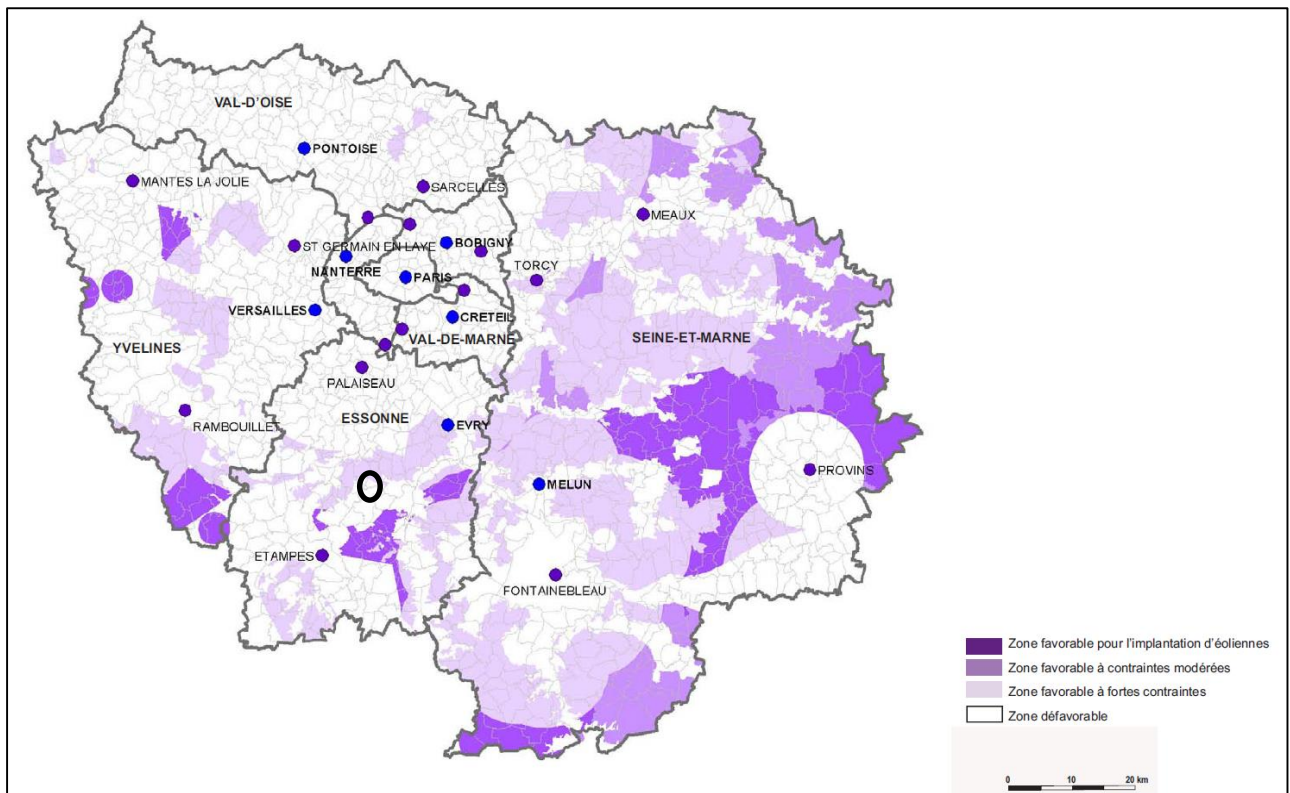 VAL-D'OISE
PONTOISE
MANTES LA JOLIE
SARCELLES
MEAUX
ST GERMAIN EN LAYE
BOBIGNY
NANTERRE
PARIS
TORCY
VERSAILLES
CRETEIL
YVELINES
VAL-DE-MARNE
SEINE-ET-MARNE
PALAISEAU
RAMBOUILLET
ESSONNE
EVRY
PROVINS
MELUN
ETAMPES
FONTAINEBLEAU
Zone favorable pour l'implantation d'éoliennes
Zone favorable à contraintes modérées
Zone favorable à fortes contraintes
Zone défavorable
0 10 20 km